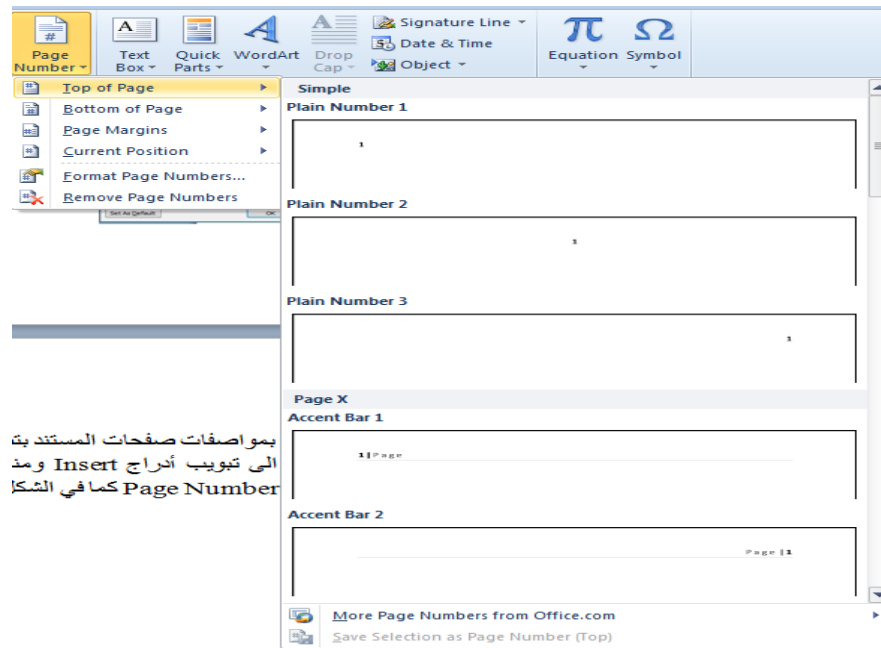 Signature Line
Date & Time
Object
Page Number
Text Box
Quick Parts
WordArt
Drop Cap
Equation
Symbol
Top of Page
Bottom of Page
Page Margins
Current Position
Format Page Numbers...
Remove Page Numbers
Set As Default
OK
Simple
Plain Number 1
1
Plain Number 2
1
Plain Number 3
1
Page X
Accent Bar 1
1|Page
Accent Bar 2
Page |1
More Page Numbers from Office.com
Save Selection as Page Number (Top)
بمواصفات صفحات المستند
الى تبويب أدراج Insert
Page Number كما في